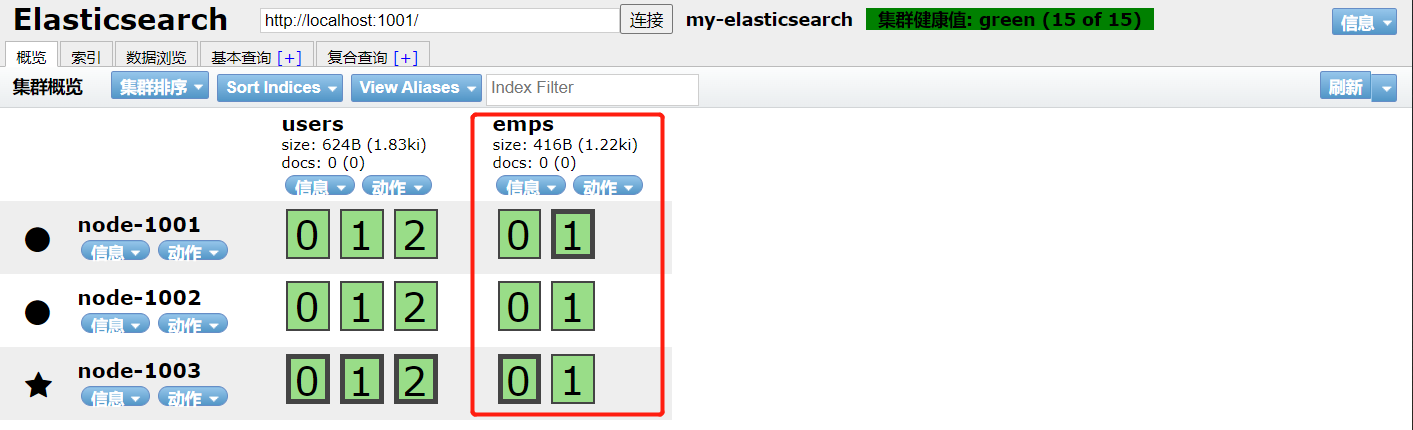 Elasticsearch http://localhost:1001/ 连接 my-elasticsearch 集群健康值: green (15 of 15) 信息
概览 索引 数据浏览 基本查询 [+] 复合查询 [+]
集群概览 集群排序 Sort Indices View Aliases Index Filter 刷新
users emps
size: 624B (1.83ki) size: 416B (1.22ki)
docs: 0 (0) docs: 0 (0)
信息 动作 信息 动作
node-1001 0 1 2 0 1
信息 动作
node-1002 0 1 2 0 1
信息 动作
node-1003 0 1 2 0 1
信息 动作